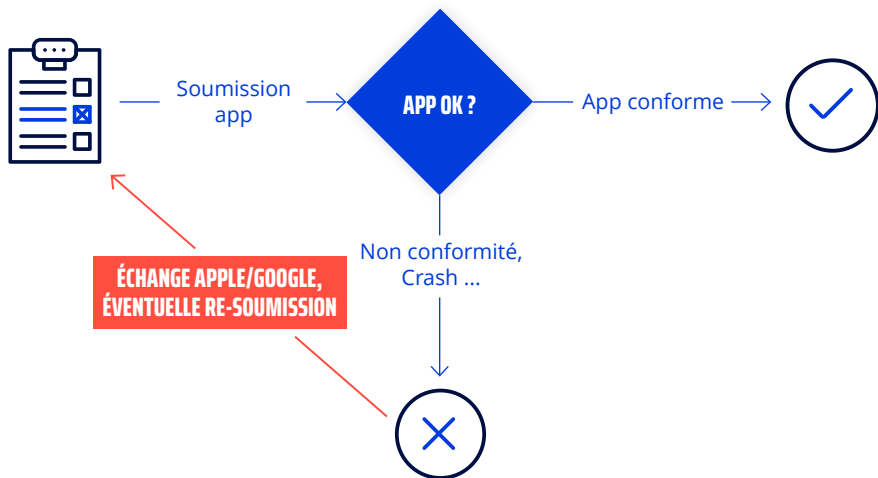 Soumission
app
APP OK ?
App conforme
Non conformité,
Crash ...
ÉCHANGE APPLE/GOOGLE,
ÉVENTUELLE RE-SOUMISSION